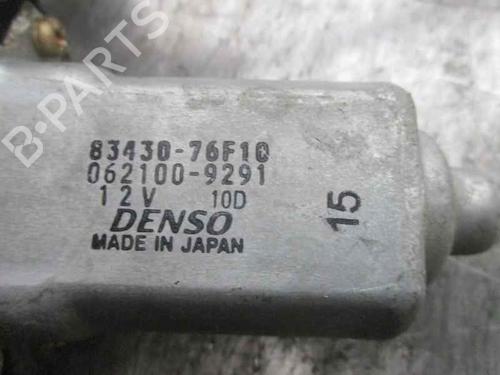 83430-76F10
062100-9291
12V 10D
DENSO
MADE IN JAPAN
15
B-PARTS